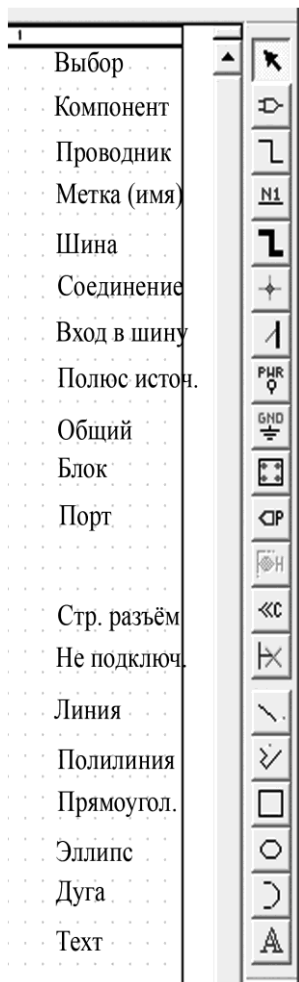 1
Выбор
Компонент
Проводник
Метка (имя) N1
Шина
Соединение
Вход в шину
Полюс источ. PWR
Общий GND
Блок
Порт P
H
Стр. разъём «C
Не подключ.
Линия
Полилиния
Прямоугол.
Эллипс
Дуга
Текст A